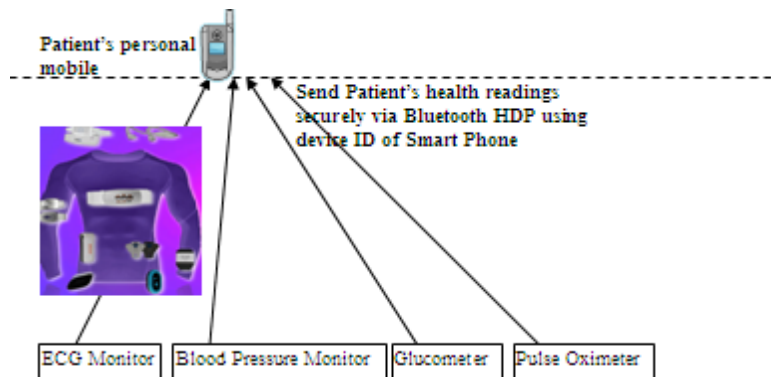 Patient's personal
mobile
Send Patient's health readings
securely via Bluetooth HDP using
device ID of Smart Phone
ECG Monitor
Blood Pressure Monitor
Glucometer
Pulse Oximeter